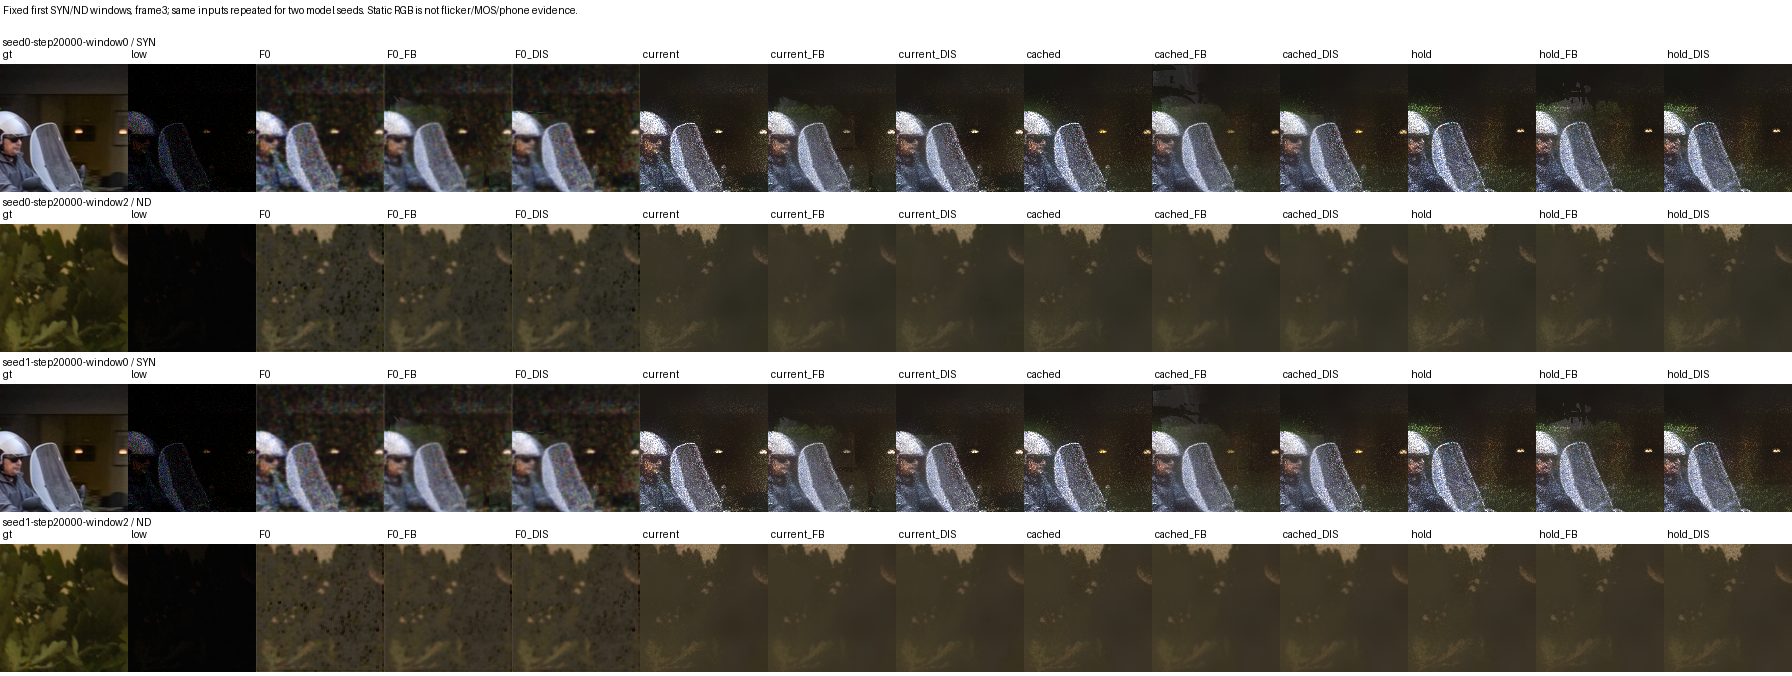 Fixed first SYN/ND windows, frame3; same inputs repeated for two model seeds. Static RGB is not flicker/MOS/phone evidence.
seed0-step20000-window0 / SYN
gt low F0 F0_FB F0_DIS current current_FB current_DIS cached cached_FB cached_DIS hold hold_FB hold_DIS
seed0-step20000-window2 / ND
gt low F0 F0_FB F0_DIS current current_FB current_DIS cached cached_FB cached_DIS hold hold_FB hold_DIS
seed1-step20000-window0 / SYN
gt low F0 F0_FB F0_DIS current current_FB current_DIS cached cached_FB cached_DIS hold hold_FB hold_DIS
seed1-step20000-window2 / ND
gt low F0 F0_FB F0_DIS current current_FB current_DIS cached cached_FB cached_DIS hold hold_FB hold_DIS